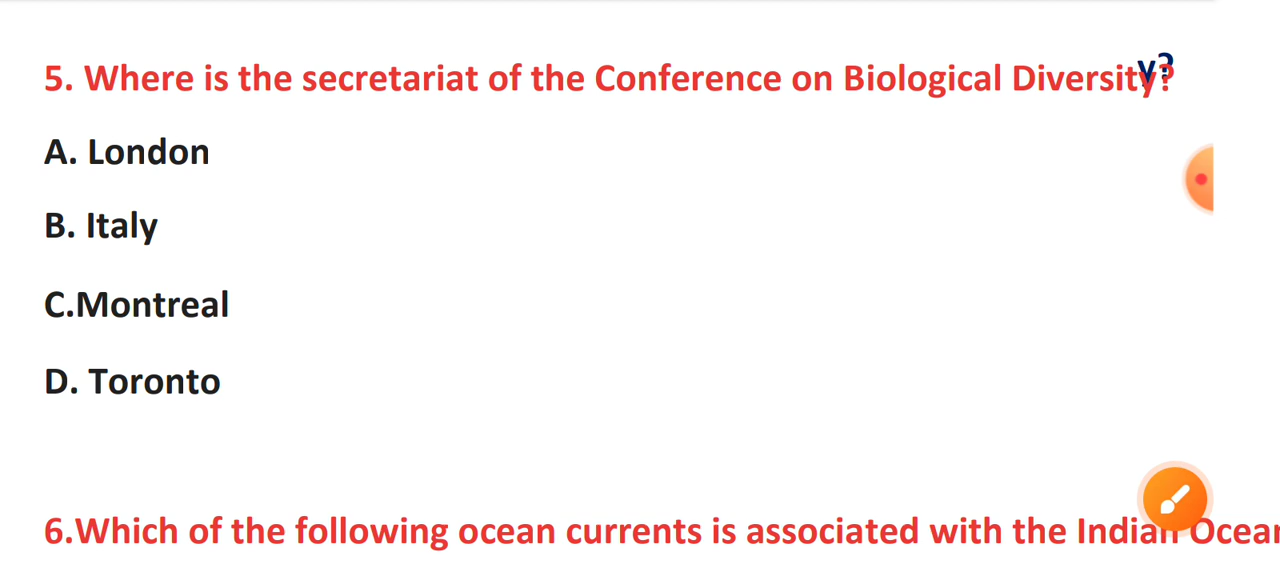 5. Where is the secretariat of the Conference on Biological Diversity?
A. London
B. Italy
C.Montreal
D. Toronto
6.Which of the following ocean currents is associated with the Indian